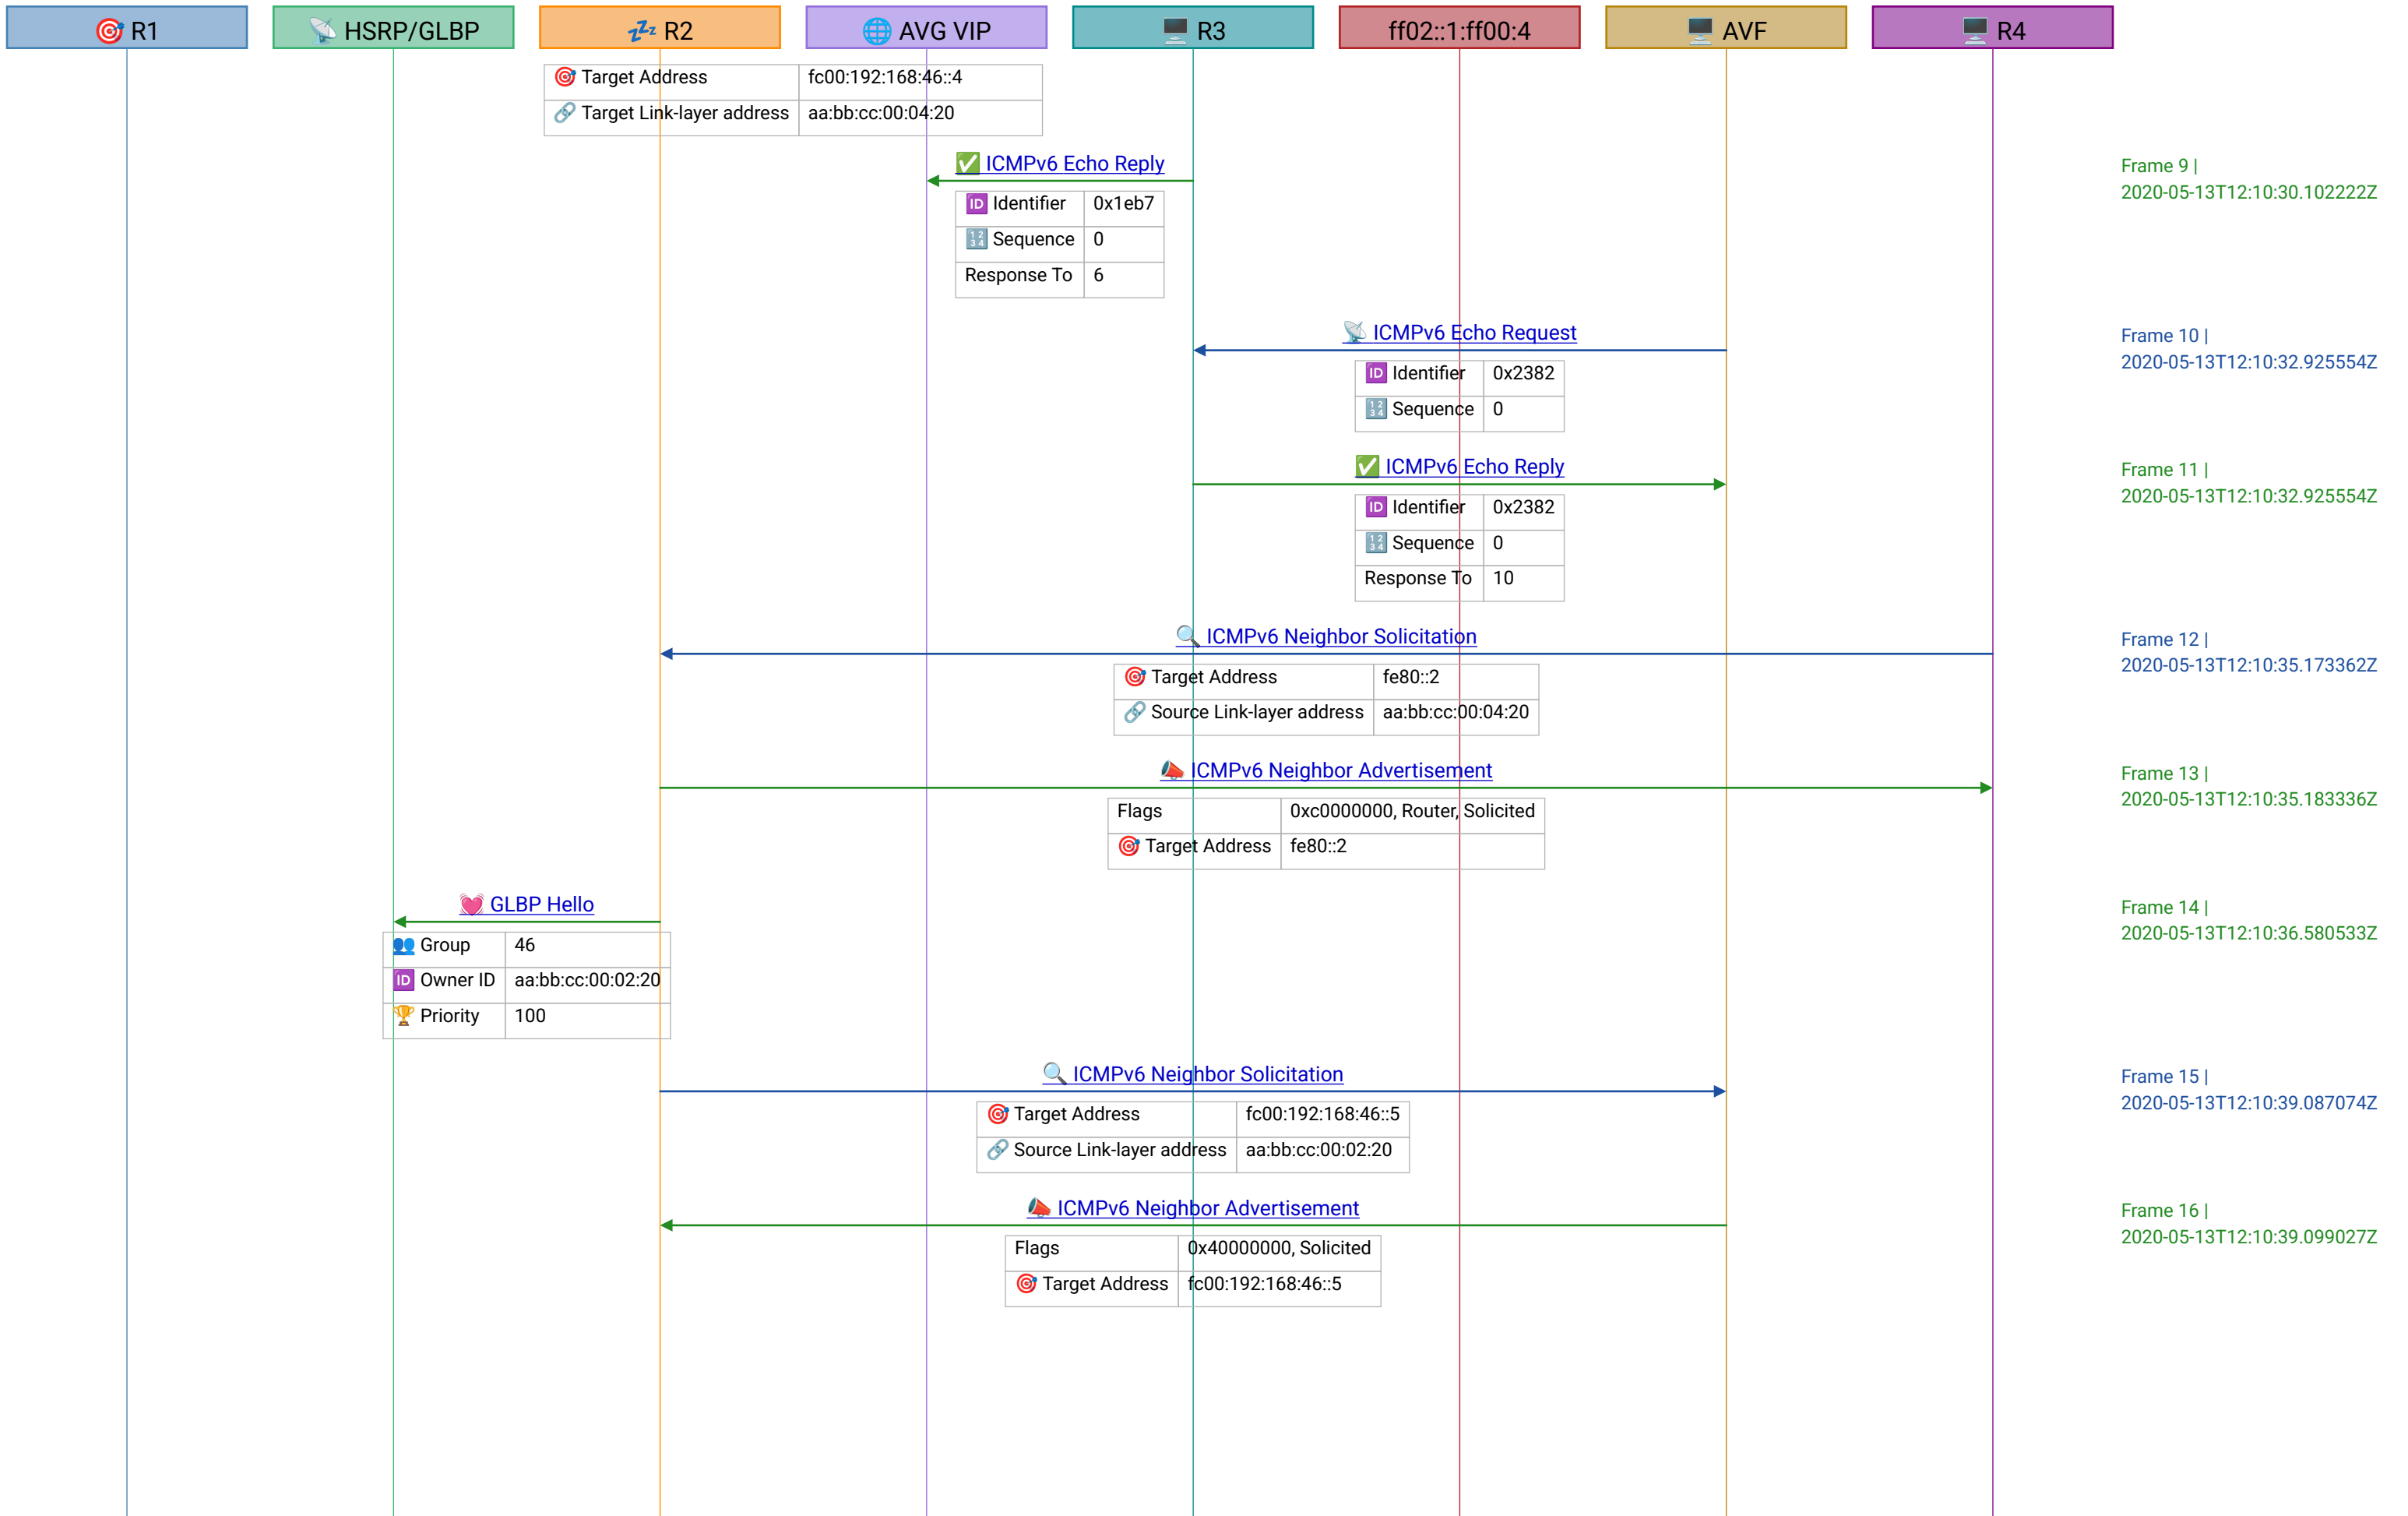 🎯 R1
📡 HSRP/GLBP
💤 R2
🌐 AVG VIP
🖥️ R3
ff02::1:ff00:4
🖥️ AVF
🖥️ R4
🎯 Target Address fc00:192:168:46::4
🔗 Target Link-layer address aa:bb:cc:00:04:20
✅ ICMPv6 Echo Reply
Frame 9 |
2020-05-13T12:10:30.102222Z
🆔 Identifier 0x1eb7
🔢 Sequence 0
Response To 6
📡 ICMPv6 Echo Request
Frame 10 |
2020-05-13T12:10:32.925554Z
🆔 Identifier 0x2382
🔢 Sequence 0
✅ ICMPv6 Echo Reply
Frame 11 |
2020-05-13T12:10:32.925554Z
🆔 Identifier 0x2382
🔢 Sequence 0
Response To 10
🔍 ICMPv6 Neighbor Solicitation
Frame 12 |
2020-05-13T12:10:35.173362Z
🎯 Target Address fe80::2
🔗 Source Link-layer address aa:bb:cc:00:04:20
📣 ICMPv6 Neighbor Advertisement
Frame 13 |
2020-05-13T12:10:35.183336Z
Flags 0xc0000000, Router, Solicited
🎯 Target Address fe80::2
💓 GLBP Hello
Frame 14 |
2020-05-13T12:10:36.580533Z
👥 Group 46
🆔 Owner ID aa:bb:cc:00:02:20
🏆 Priority 100
🔍 ICMPv6 Neighbor Solicitation
Frame 15 |
2020-05-13T12:10:39.087074Z
🎯 Target Address fc00:192:168:46::5
🔗 Source Link-layer address aa:bb:cc:00:02:20
📣 ICMPv6 Neighbor Advertisement
Frame 16 |
2020-05-13T12:10:39.099027Z
Flags 0x40000000, Solicited
🎯 Target Address fc00:192:168:46::5